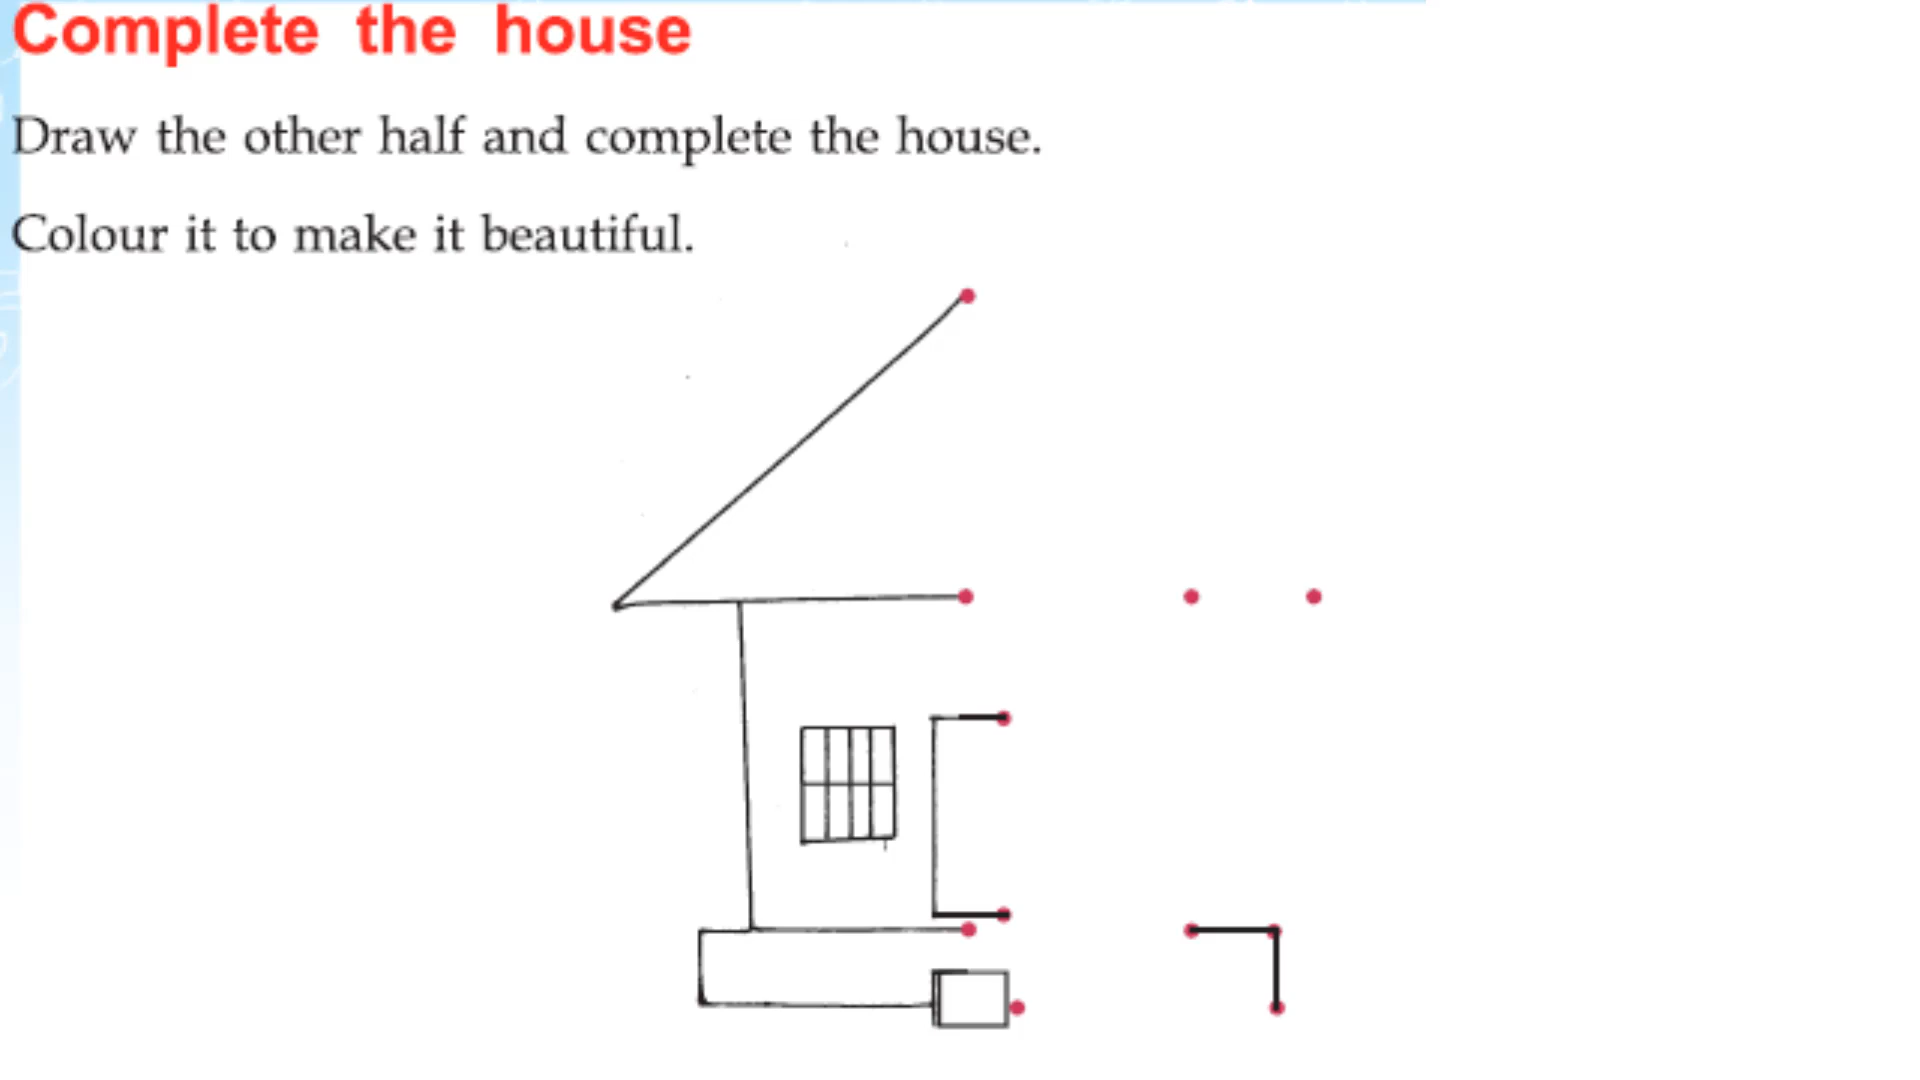 Complete the house
Draw the other half and complete the house.
Colour it to make it beautiful.